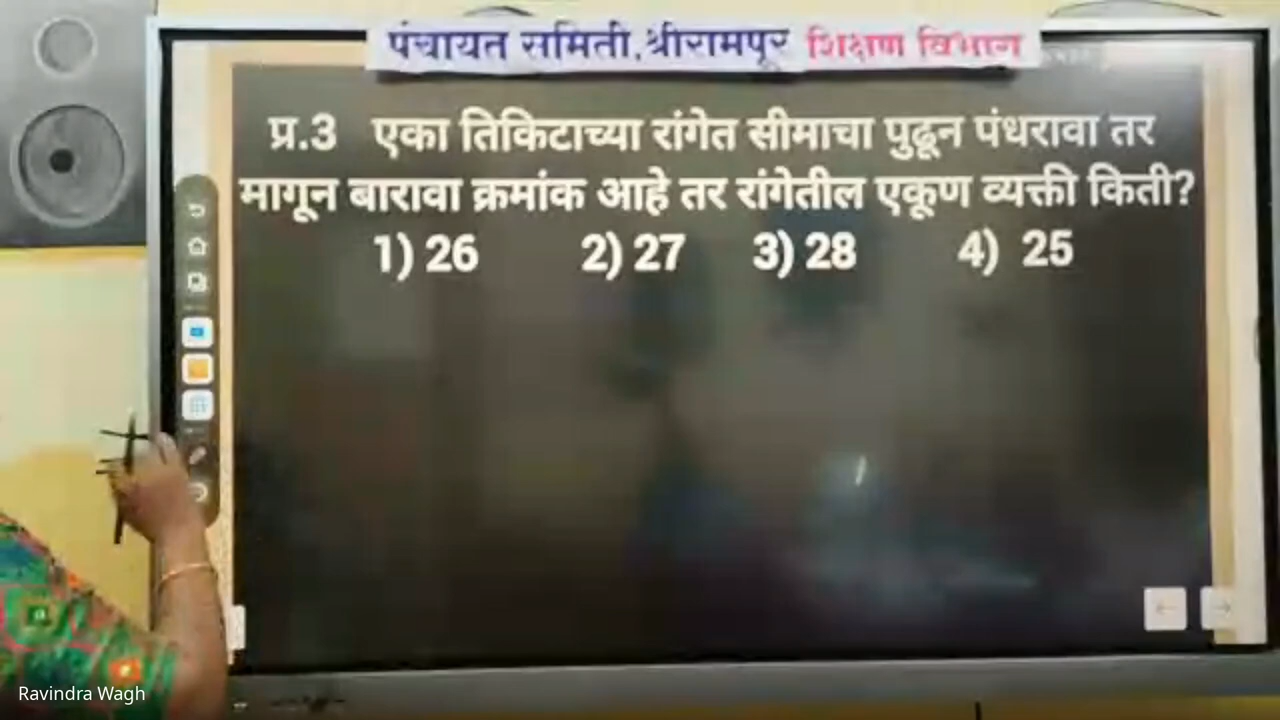 पंचायत समिती.श्रीरामपूर शिक्षण विभाग
प्र.3 एका तिकिटाच्या रांगेत सीमाचा पुढून पंधरावा तर
मागून बारावा क्रमांक आहे तर रांगेतील एकूण व्यक्ती किती?
1) 26 2) 27 3) 28 4) 25
Ravindra Wagh